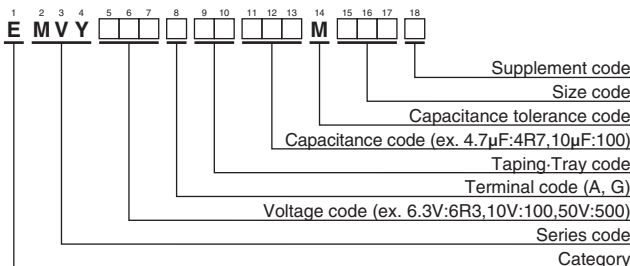 1 2 3 4 5 6 7 8 9 10 11 12 13 14 15 16 17 18
E M V Y M
Supplement code
Size code
Capacitance tolerance code
Capacitance code (ex. 4.7µF:4R7,10µF:100)
Taping·Tray code
Terminal code (A, G)
Voltage code (ex. 6.3V:6R3,10V:100,50V:500)
Series code
Category